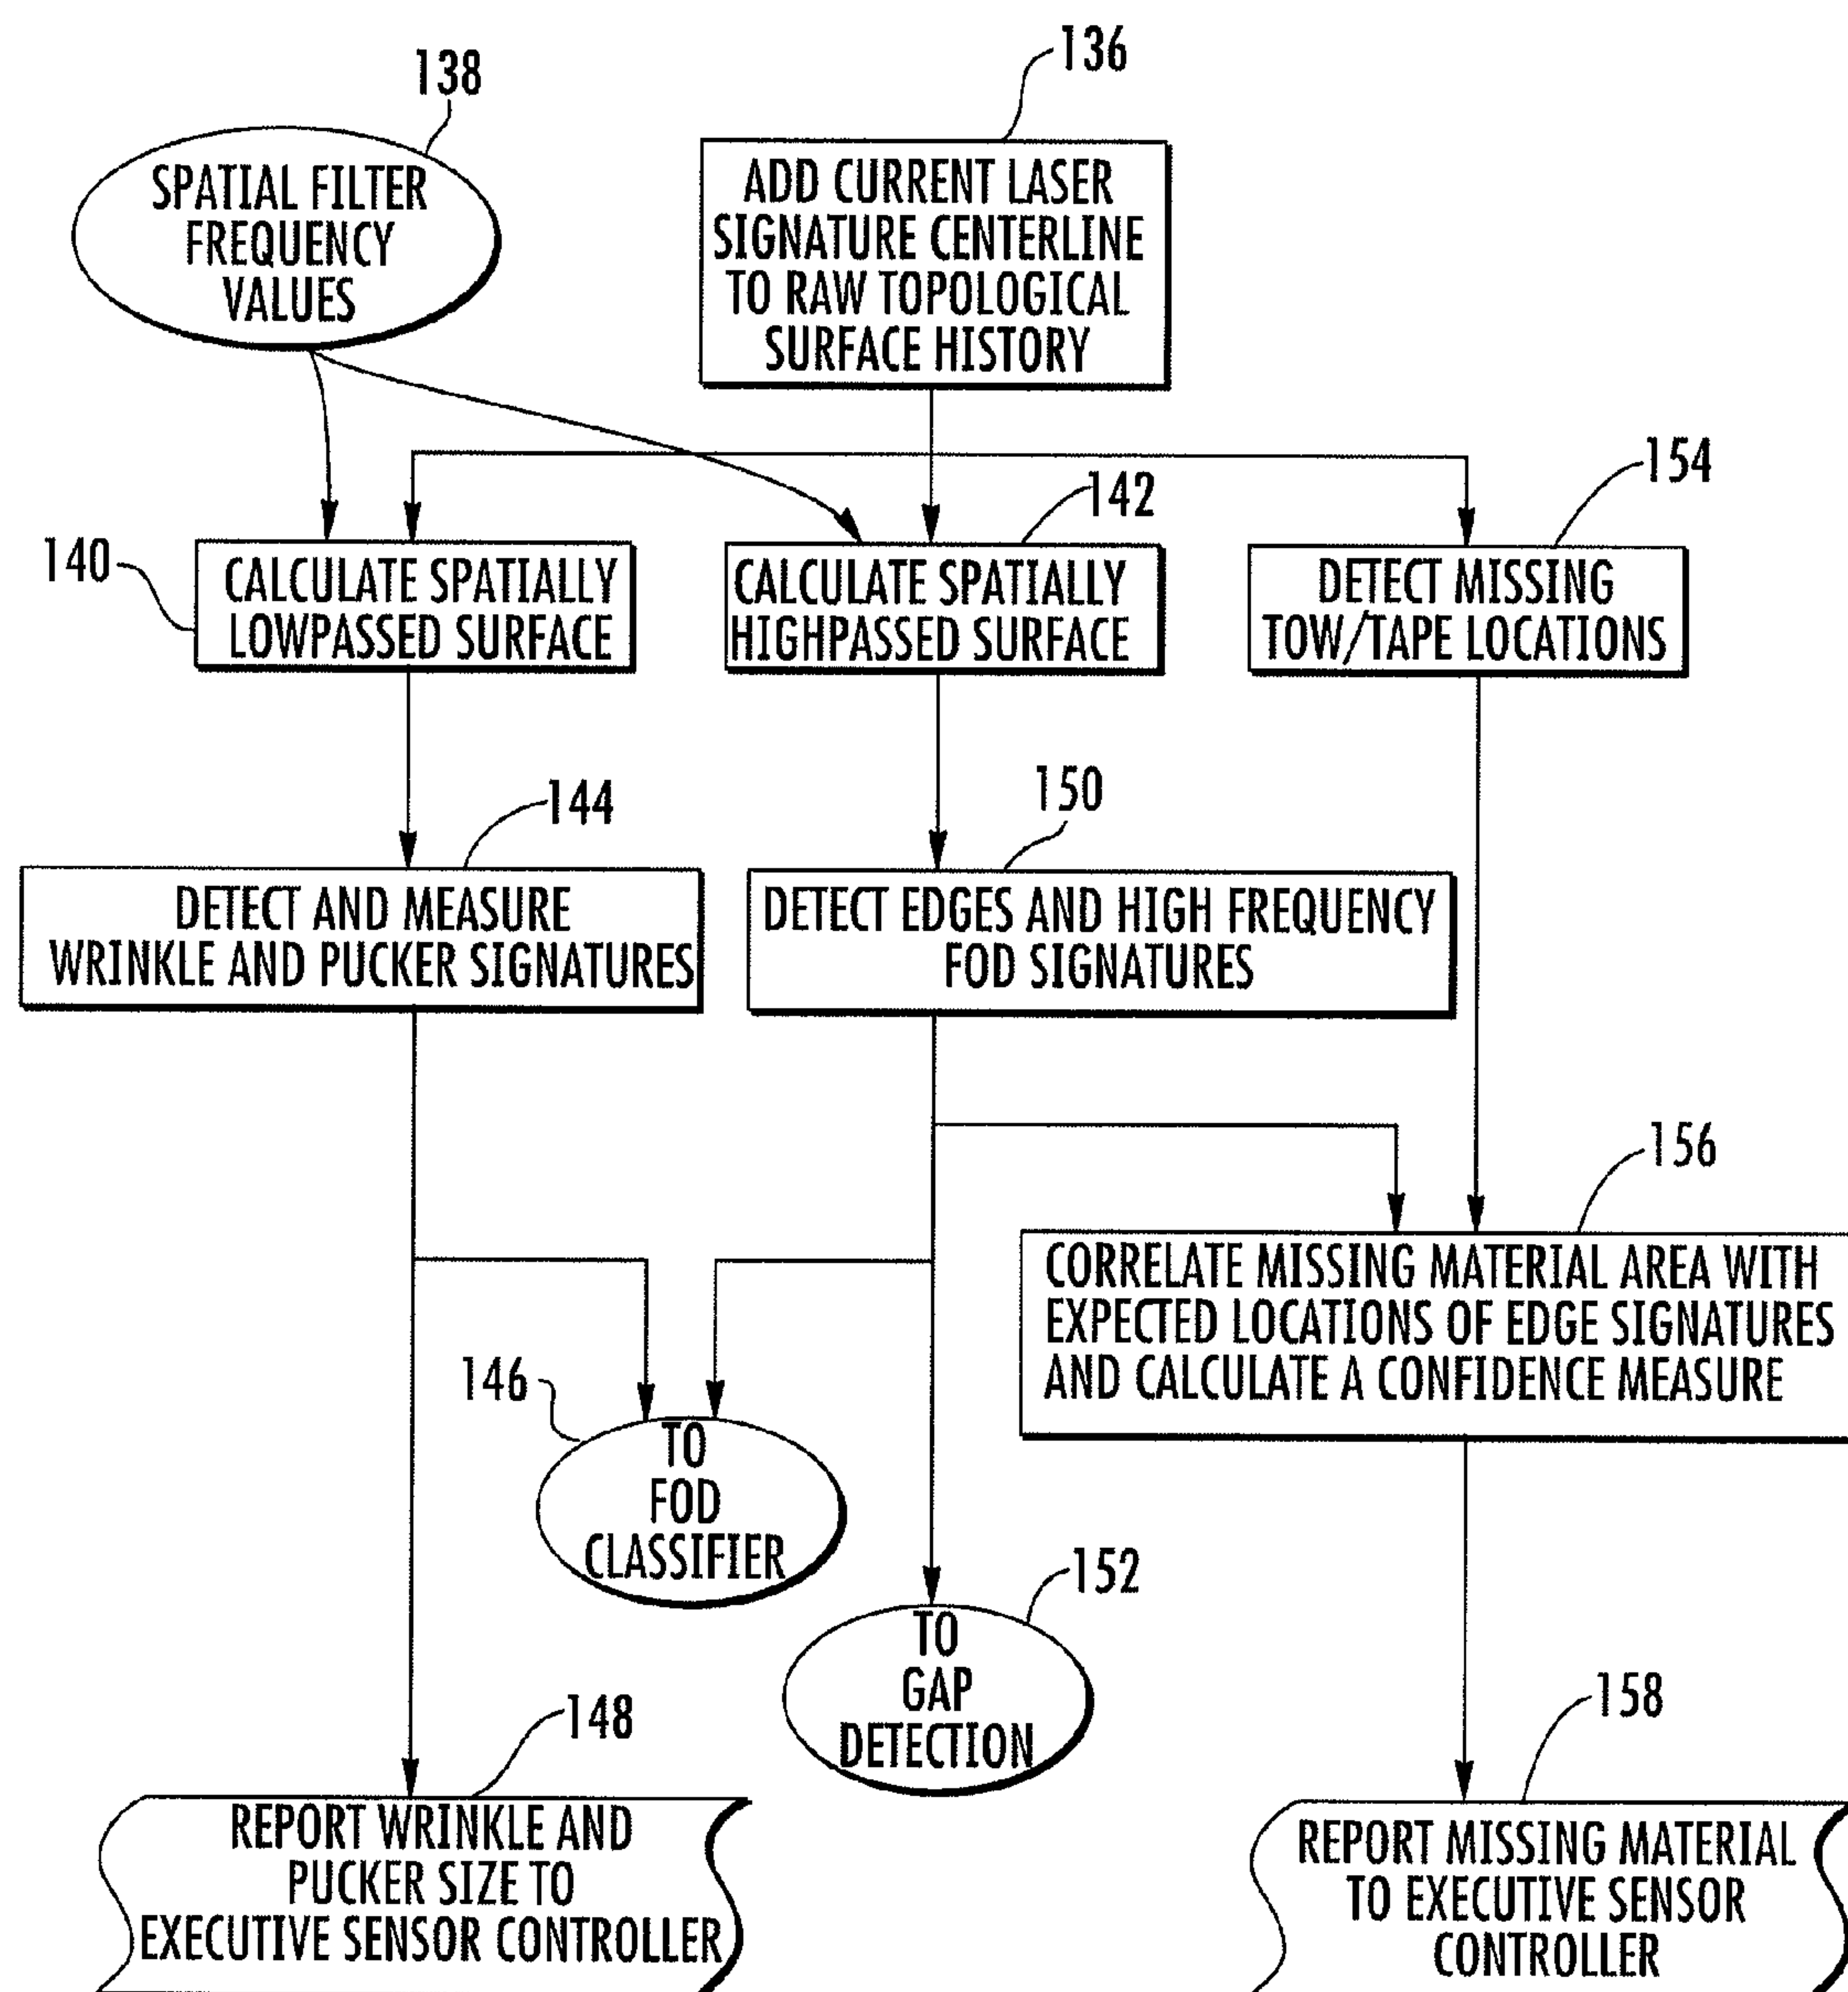 138
SPATIAL FILTER
FREQUENCY
VALUES
136
ADD CURRENT LASER
SIGNATURE CENTERLINE
TO RAW TOPOLOGICAL
SURFACE HISTORY
140
CALCULATE SPATIALLY
LOWPASSED SURFACE
142
CALCULATE SPATIALLY
HIGHPASSED SURFACE
154
DETECT MISSING
TOW/TAPE LOCATIONS
144
DETECT AND MEASURE
WRINKLE AND PUCKER SIGNATURES
150
DETECT EDGES AND HIGH FREQUENCY
FOD SIGNATURES
156
CORRELATE MISSING MATERIAL AREA WITH
EXPECTED LOCATIONS OF EDGE SIGNATURES
AND CALCULATE A CONFIDENCE MEASURE
146
TO
FOD
CLASSIFIER
152
TO
GAP
DETECTION
148
REPORT WRINKLE AND
PUCKER SIZE TO
EXECUTIVE SENSOR CONTROLLER
158
REPORT MISSING MATERIAL
TO EXECUTIVE SENSOR
CONTROLLER